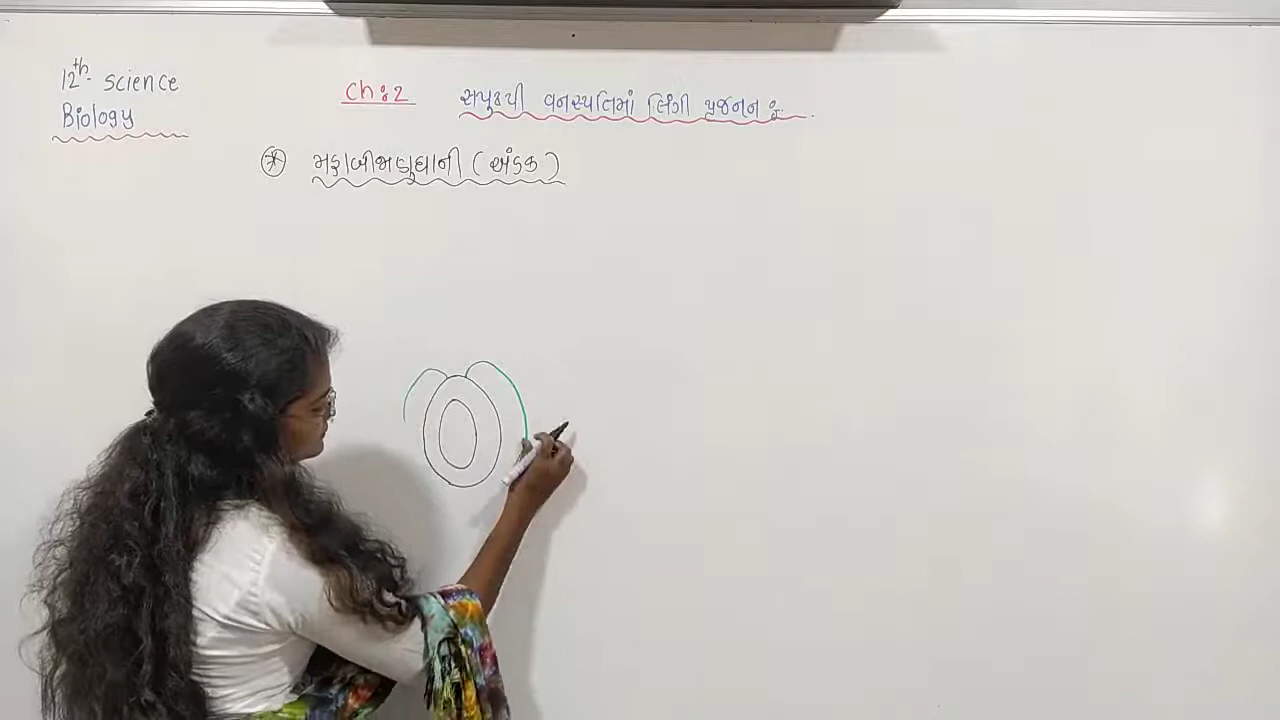 12th. Science
Biology
Ch:2 સપુષ્પી વનસ્પતિમાં લિંગી પ્રજનન :
* મહાબીજાણુધાની (અંડક)